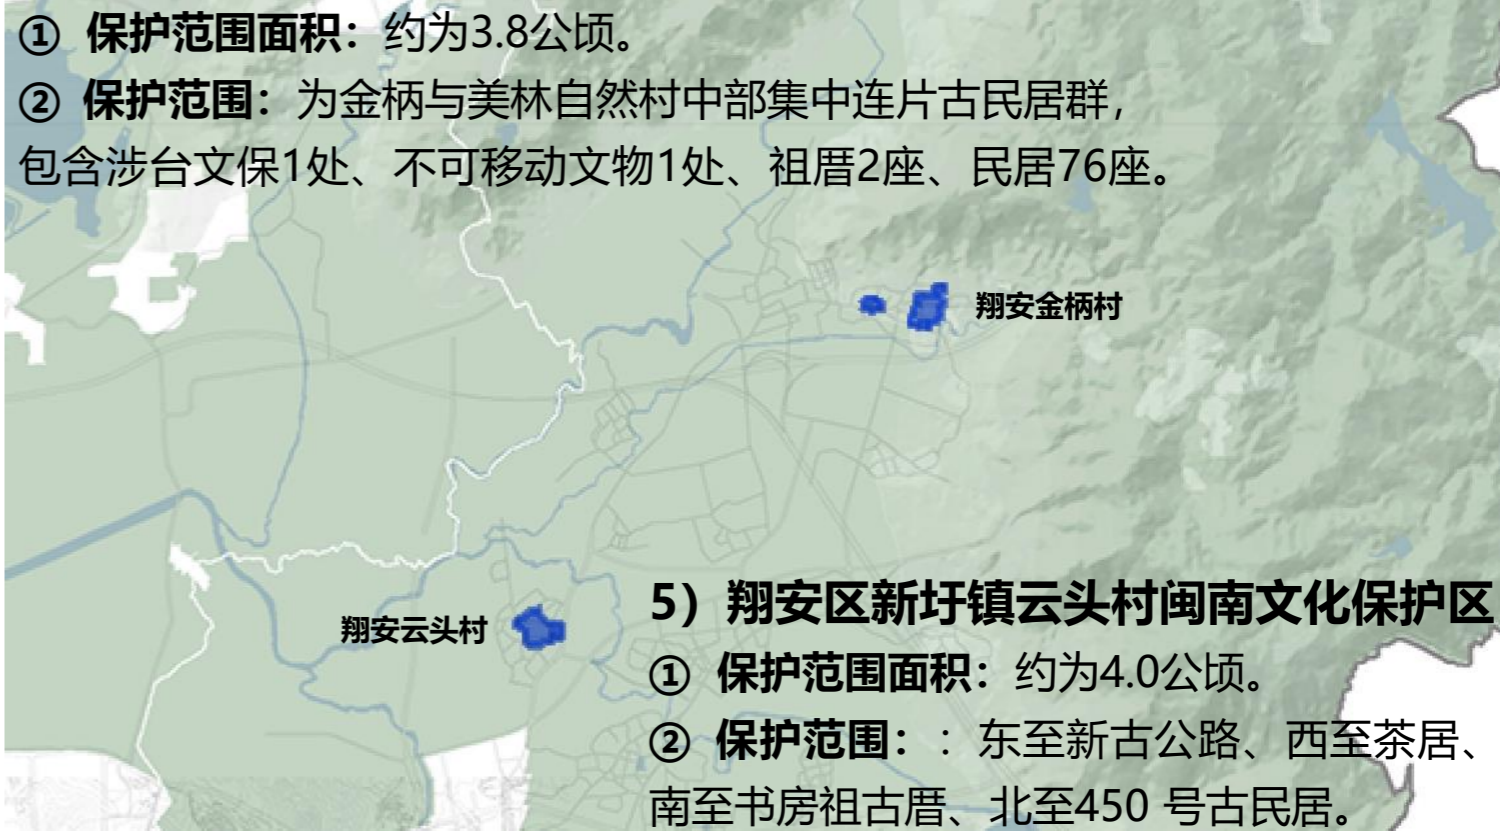 ① 保护范围面积：约为3.8公顷。
② 保护范围：为金柄与美林自然村中部集中连片古民居群，
包含涉台文保1处、不可移动文物1处、祖厝2座、民居76座。
翔安金柄村
翔安云头村
5）翔安区新圩镇云头村闽南文化保护区
① 保护范围面积：约为4.0公顷。
② 保护范围：：东至新古公路、西至茶居、
南至书房祖古厝、北至450 号古民居。